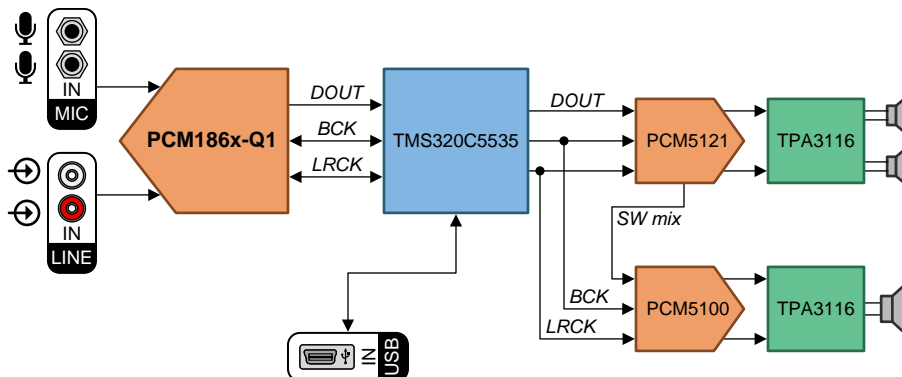 IN
MIC
IN
LINE
PCM186x-Q1
DOUT
BCK
LRCK
TMS320C5535
DOUT
PCM5121
TPA3116
SW mix
BCK
LRCK
PCM5100
TPA3116
IN
USB